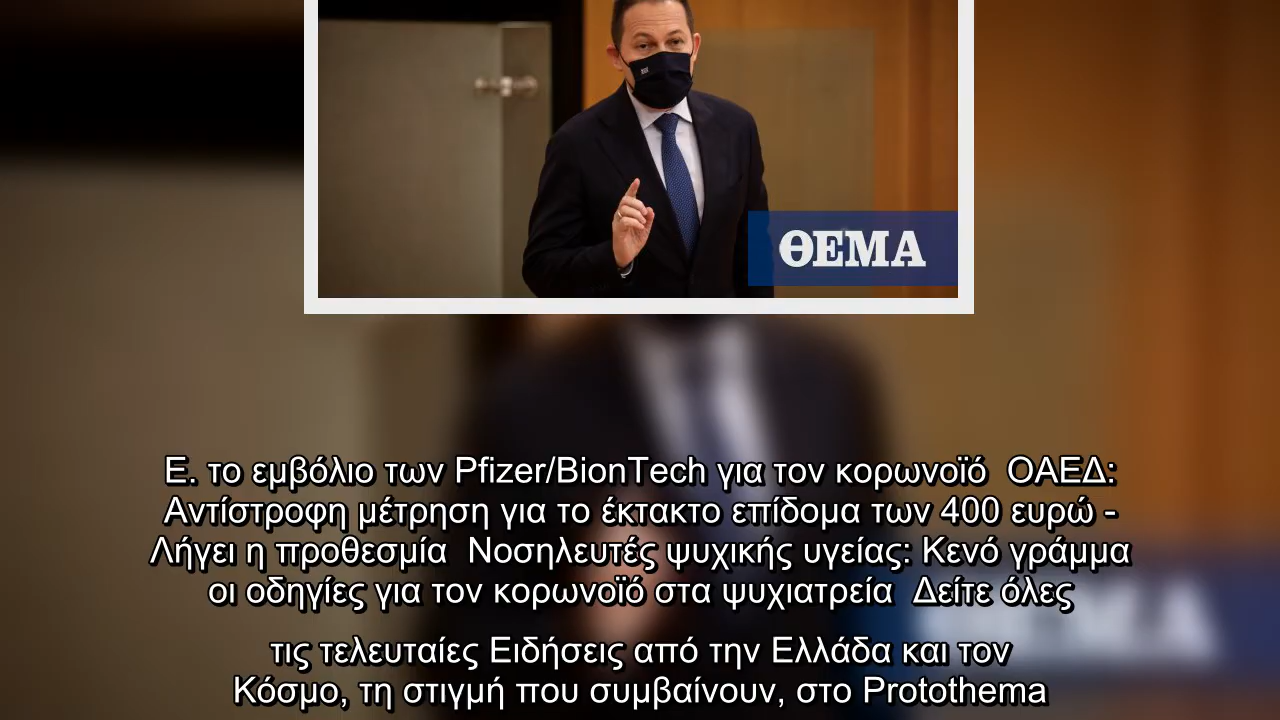 ΘΕΜΑ
Ε. το εμβόλιο των Pfizer/BionTech για τον κορωνοϊό  ΟΑΕΔ:
Αντίστροφη μέτρηση για το έκτακτο επίδομα των 400 ευρώ -
Λήγει η προθεσμία  Νοσηλευτές ψυχικής υγείας: Κενό γράμμα
οι οδηγίες για τον κορωνοϊό στα ψυχιατρεία  Δείτε όλες
τις τελευταίες Ειδήσεις από την Ελλάδα και τον
Κόσμο, τη στιγμή που συμβαίνουν, στο Protothema